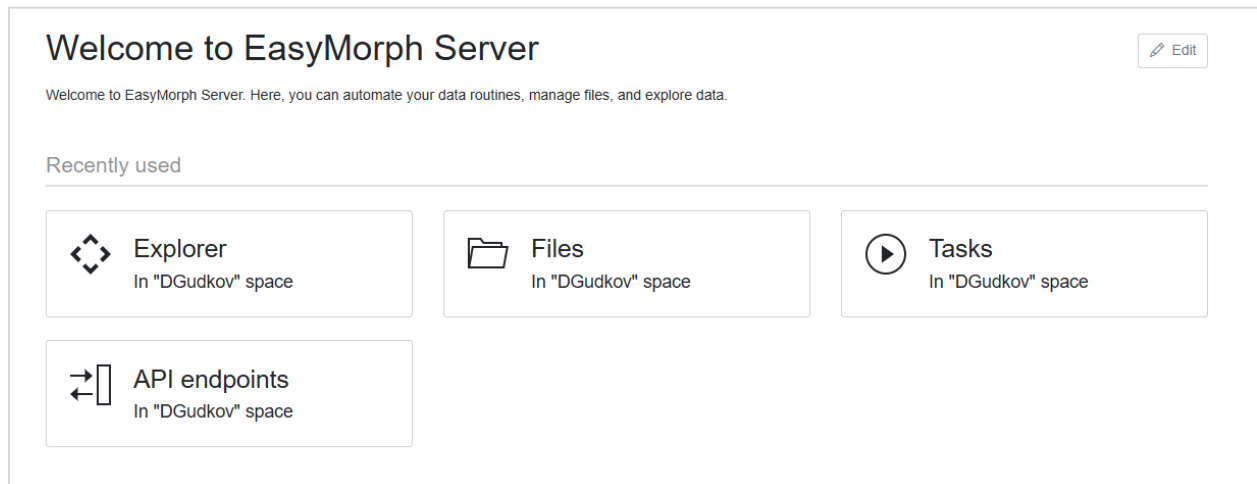 Welcome to EasyMorph Server
Edit
Welcome to EasyMorph Server. Here, you can automate your data routines, manage files, and explore data.
Recently used
Explorer
In "DGudkov" space
Files
In "DGudkov" space
Tasks
In "DGudkov" space
API endpoints
In "DGudkov" space